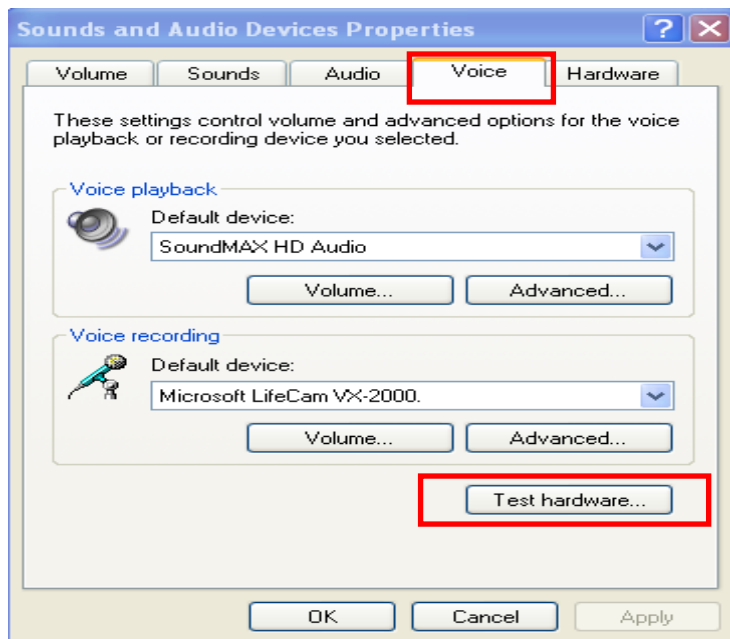 Sounds and Audio Devices Properties
Volume Sounds Audio Voice Hardware
These settings control volume and advanced options for the voice
playback or recording device you selected.
Voice playback
Default device:
SoundMAX HD Audio
Volume... Advanced...
Voice recording
Default device:
Microsoft LifeCam VX-2000.
Volume... Advanced...
Test hardware...
OK Cancel Apply